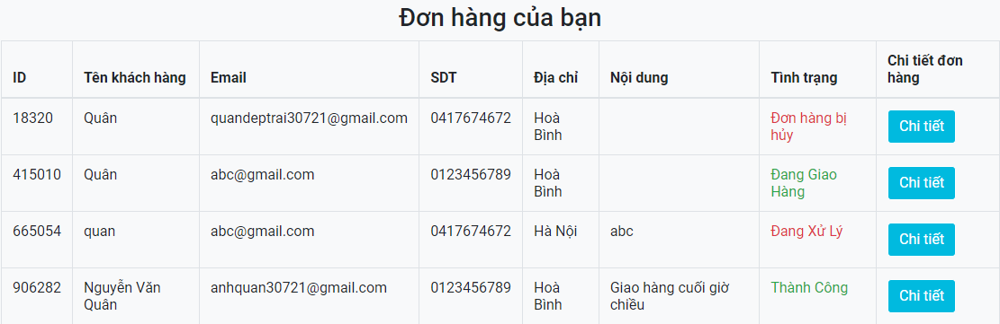 Đơn hàng của bạn
ID Tên khách hàng Email SDT Địa chỉ Nội dung Tình trạng Chi tiết đơn hàng
18320 Quân quandeptrai30721@gmail.com 0417674672 Hoà Bình Đơn hàng bị hủy Chi tiết
415010 Quân abc@gmail.com 0123456789 Hoà Bình Đang Giao Hàng Chi tiết
665054 quan abc@gmail.com 0417674672 Hà Nội abc Đang Xử Lý Chi tiết
906282 Nguyễn Văn Quân anhquan30721@gmail.com 0123456789 Hoà Bình Giao hàng cuối giờ chiều Thành Công Chi tiết